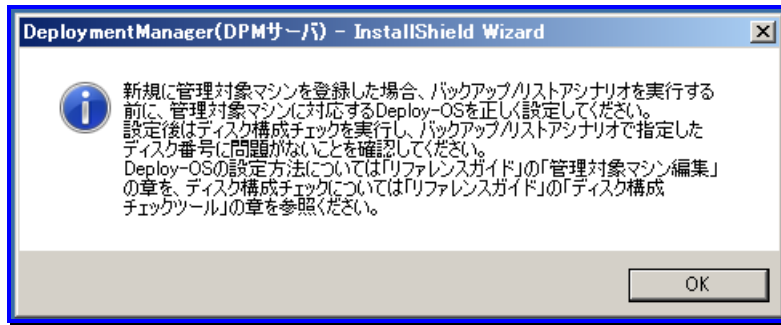 DeploymentManager(DPMサーバ) - InstallShield Wizard
新規に管理対象マシンを登録した場合、バックアップ/リストアシナリオを実行する
前に、管理対象マシンに対応するDeploy-OSを正しく設定してください。
設定後はディスク構成チェックを実行し、バックアップ/リストアシナリオで指定した
ディスク番号に問題がないことを確認してください。
Deploy-OSの設定方法については「リファレンスガイド」の「管理対象マシン編集」
の章を、ディスク構成チェックについては「リファレンスガイド」の「ディスク構成
チェックツール」の章を参照ください。
OK